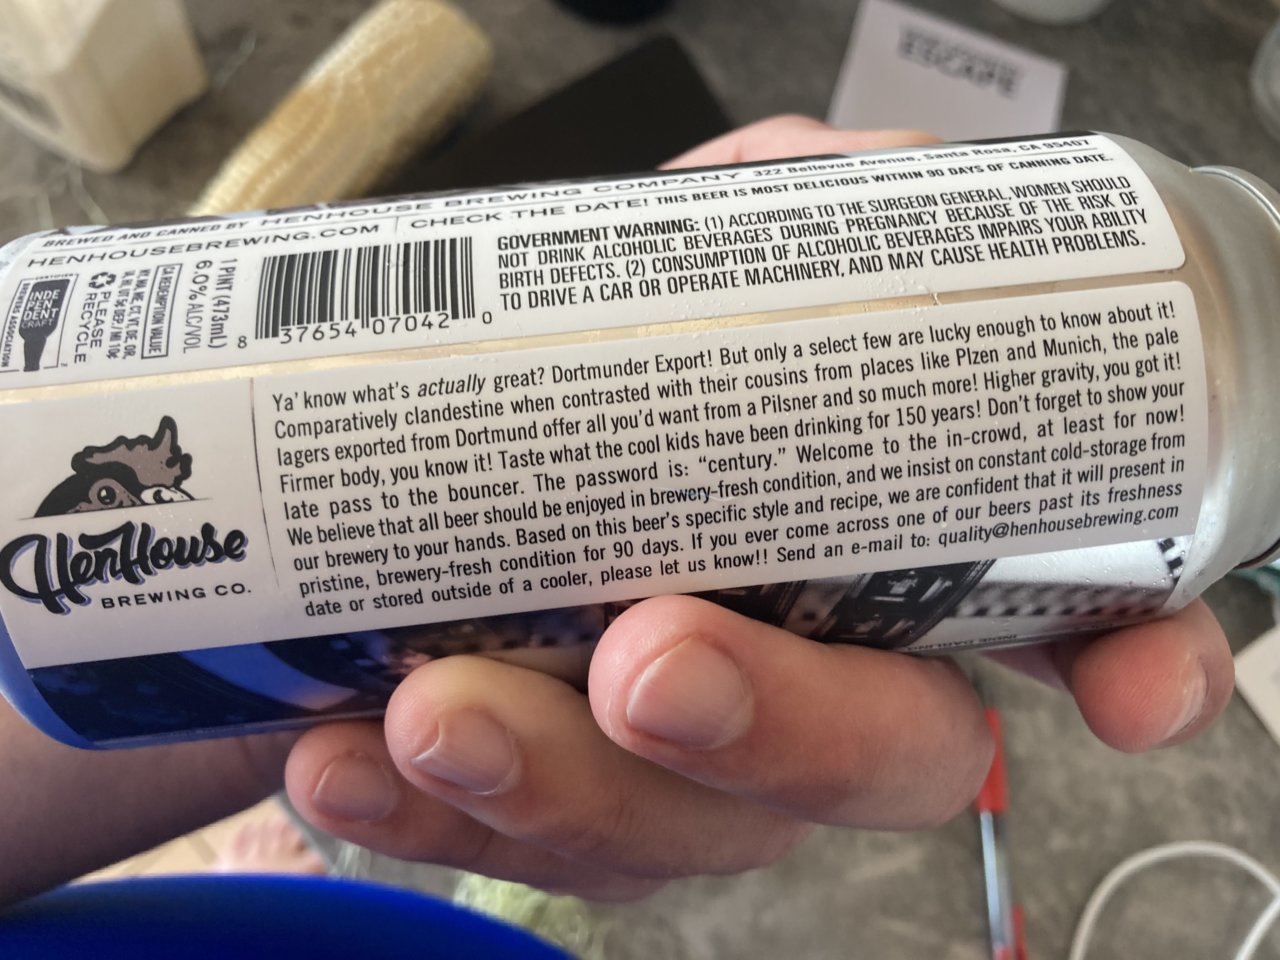 ESCAPE
BREWED AND CANNED BY HENHOUSE BREWING COMPANY 322 Bellevue Avenue, Santa Rosa, CA 95407
HENHOUSEBREWING.COM | CHECK THE DATE! THIS BEER IS MOST DELICIOUS WITHIN 90 DAYS OF CANNING DATE.
CERTIFIED
INDE
PEN
DENT
CRAFT
BREWERS ASSOCIATION
PLEASE
RECYCLE
CA REDEMPTION VALUE
1 PINT (473mL)
6.0% ALC/VOL
8 37654 07042 0
GOVERNMENT WARNING: (1) ACCORDING TO THE SURGEON GENERAL, WOMEN SHOULD
NOT DRINK ALCOHOLIC BEVERAGES DURING PREGNANCY BECAUSE OF THE RISK OF
BIRTH DEFECTS. (2) CONSUMPTION OF ALCOHOLIC BEVERAGES IMPAIRS YOUR ABILITY
TO DRIVE A CAR OR OPERATE MACHINERY, AND MAY CAUSE HEALTH PROBLEMS.
HenHouse
BREWING CO.
Ya' know what's actually great? Dortmunder Export! But only a select few are lucky enough to know about it!
Comparatively clandestine when contrasted with their cousins from places like Plzen and Munich, the pale
lagers exported from Dortmund offer all you'd want from a Pilsner and so much more! Higher gravity, you got it!
Firmer body, you know it! Taste what the cool kids have been drinking for 150 years! Don't forget to show your
late pass to the bouncer. The password is: "century." Welcome to the in-crowd, at least for now!
We believe that all beer should be enjoyed in brewery-fresh condition, and we insist on constant cold-storage from
our brewery to your hands. Based on this beer's specific style and recipe, we are confident that it will present in
pristine, brewery-fresh condition for 90 days. If you ever come across one of our beers past its freshness
date or stored outside of a cooler, please let us know!! Send an e-mail to: quality@henhousebrewing.com
INDIE DARLING